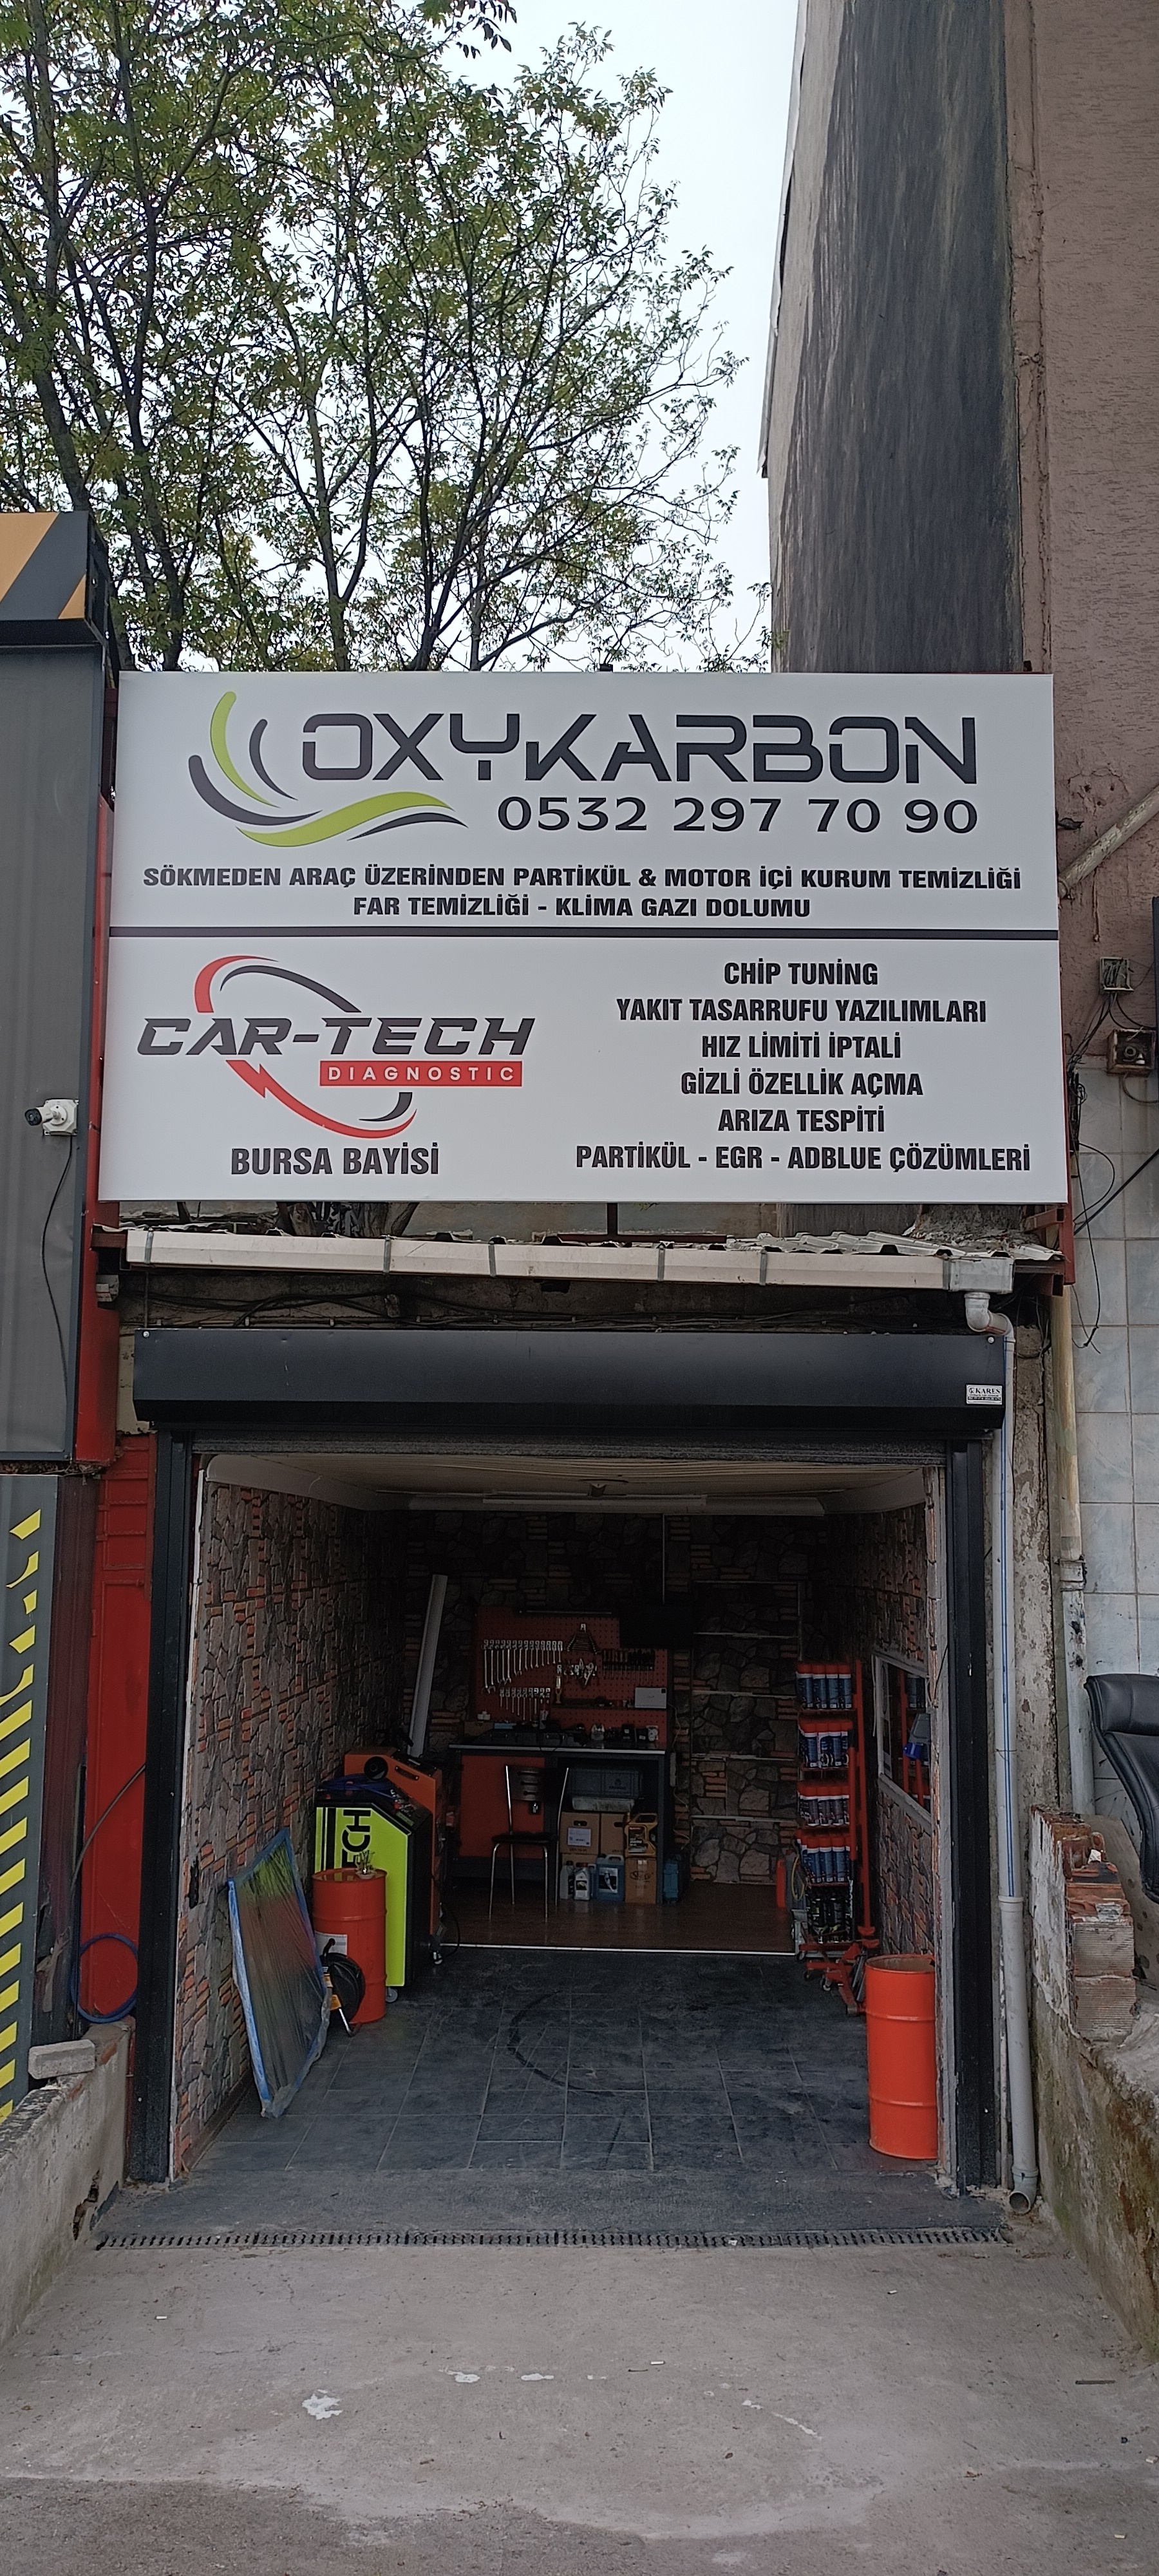 OXYKARBON
0532 297 70 90
SÖKMEDEN ARAÇ ÜZERİNDEN PARTİKÜL & MOTOR İÇİ KURUM TEMİZLİĞİ
FAR TEMİZLİĞİ - KLİMA GAZI DOLUMU
CAR-TECH
DIAGNOSTIC
BURSA BAYİSİ
CHİP TUNİNG
YAKIT TASARRUFU YAZILIMLARI
HIZ LİMİTİ İPTALİ
GİZLİ ÖZELLİK AÇMA
ARIZA TESPİTİ
PARTİKÜL - EGR - ADBLUE ÇÖZÜMLERİ
KARES
ECH